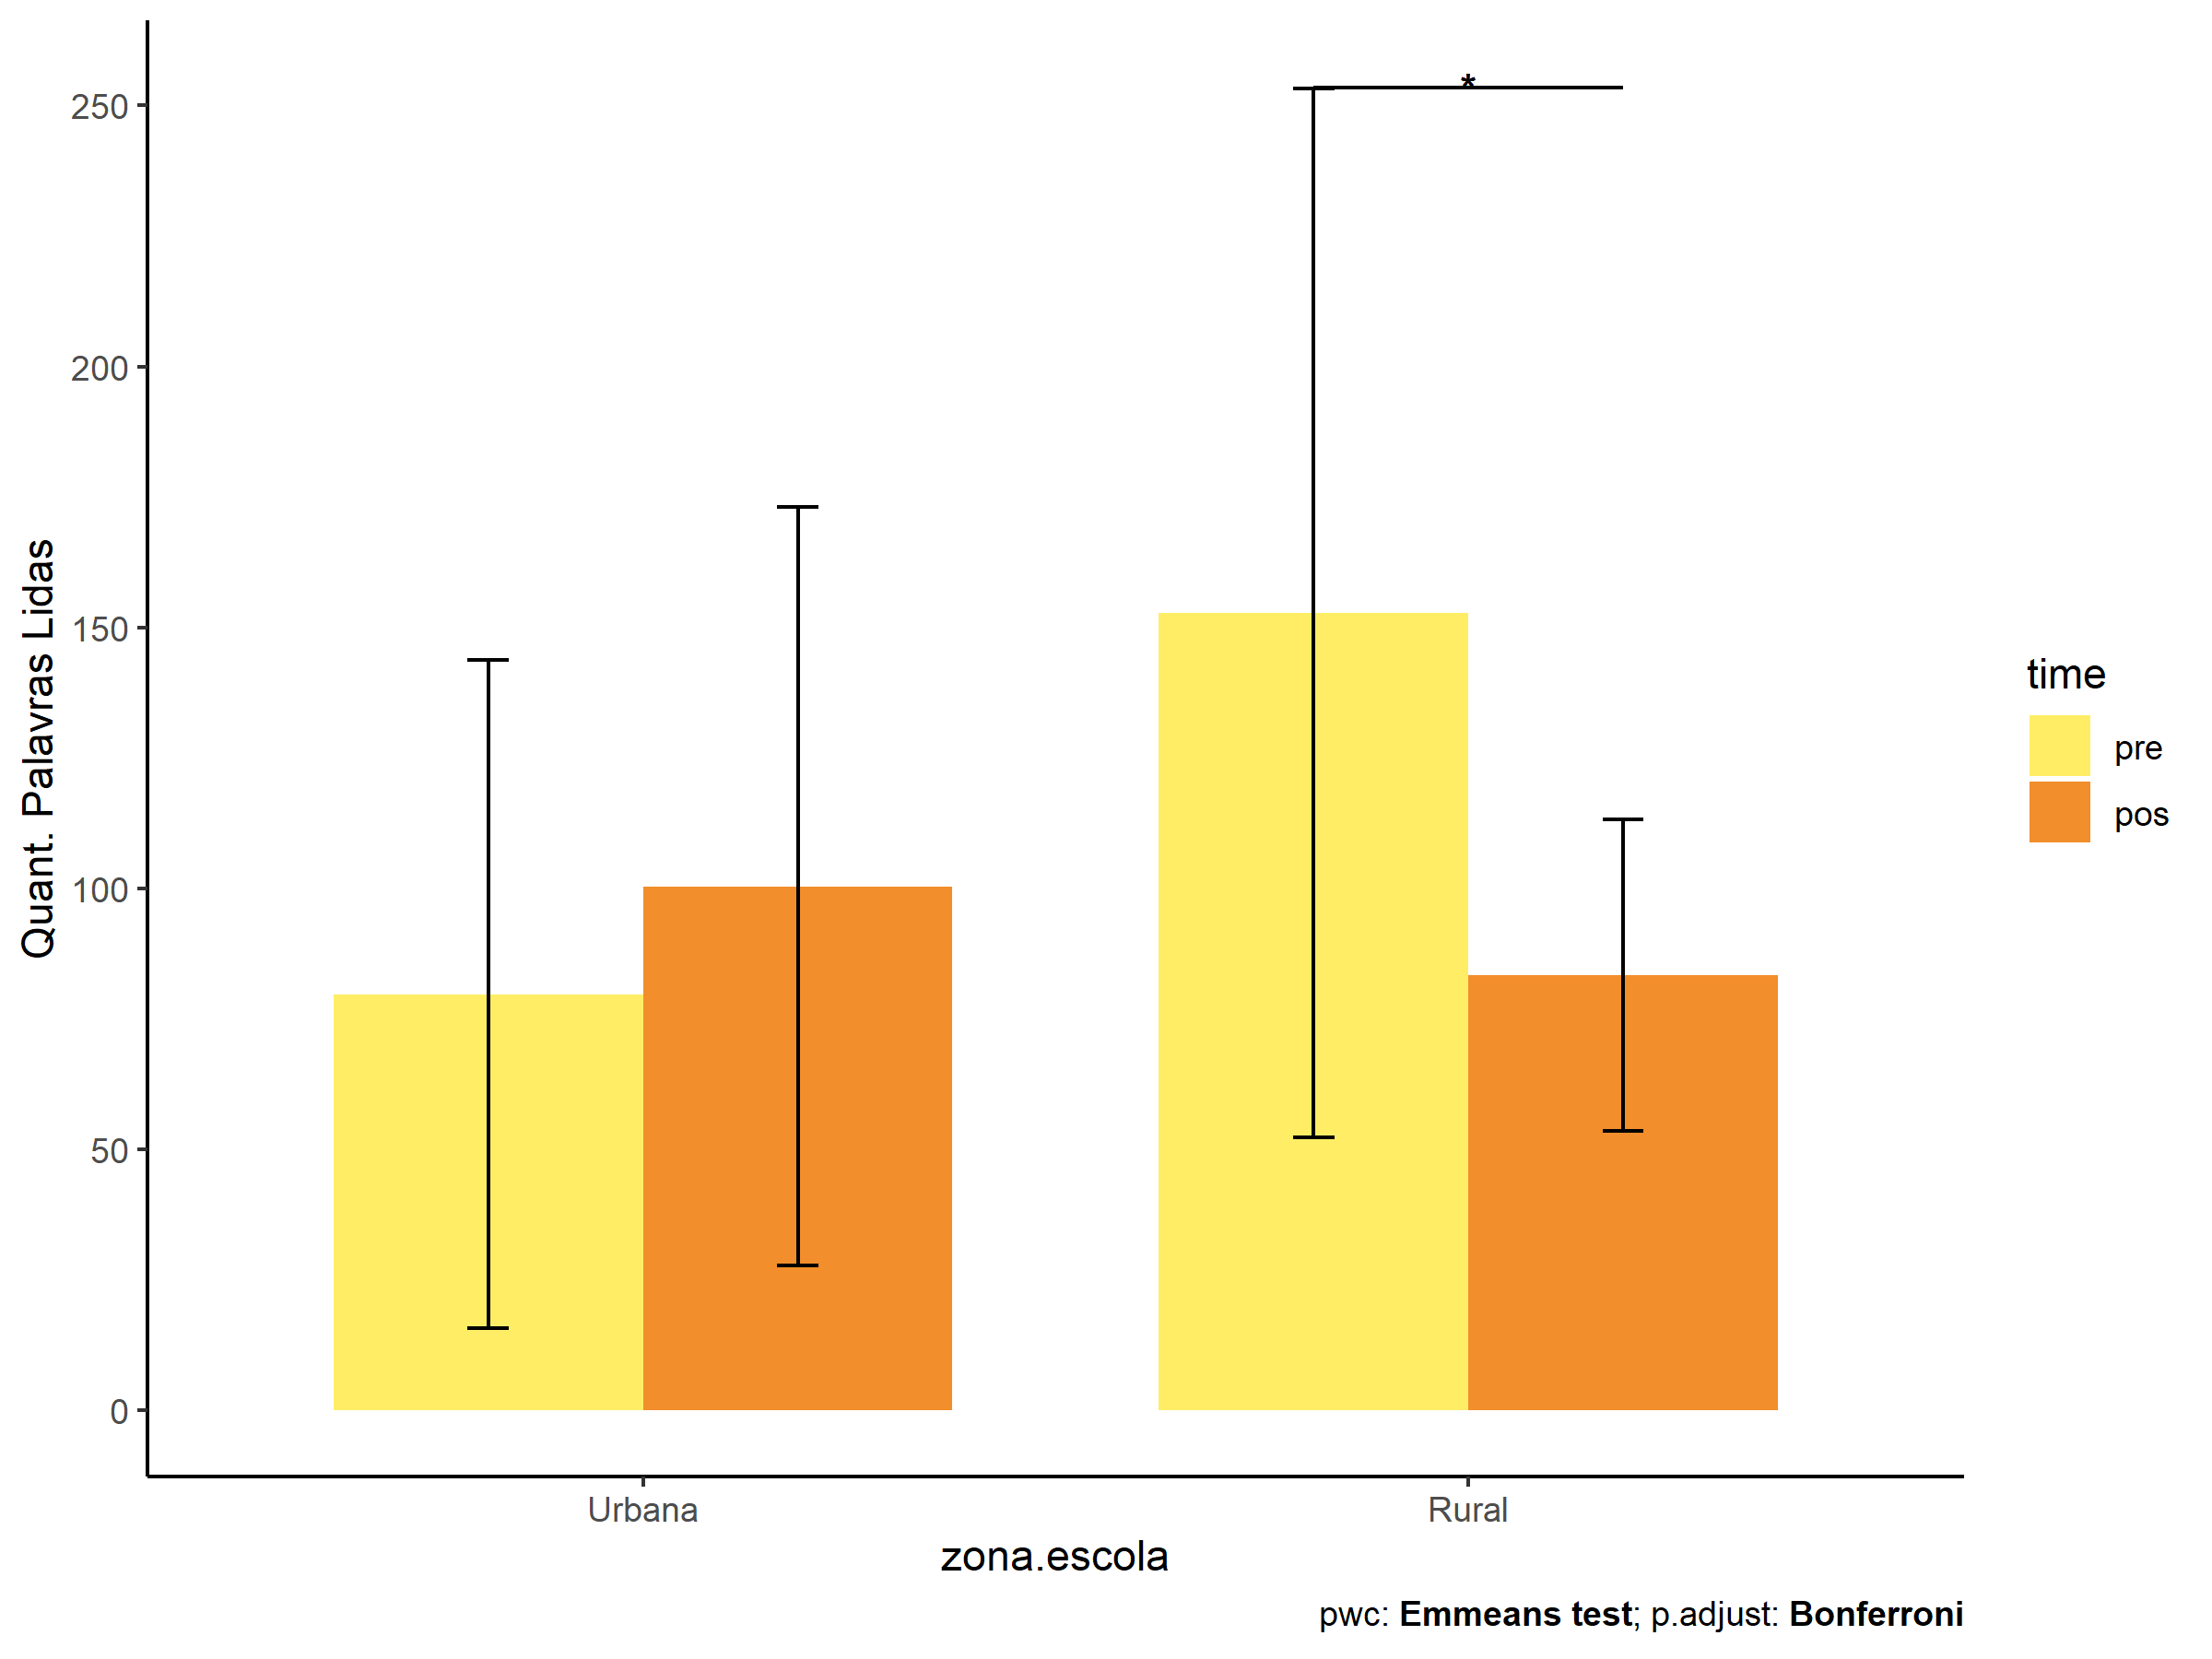 *
250
200
150
100
50
0
Quant. Palavras Lidas
Urbana
Rural
zona.escola
time
pre
pos
pwc: Emmeans test; p.adjust: Bonferroni